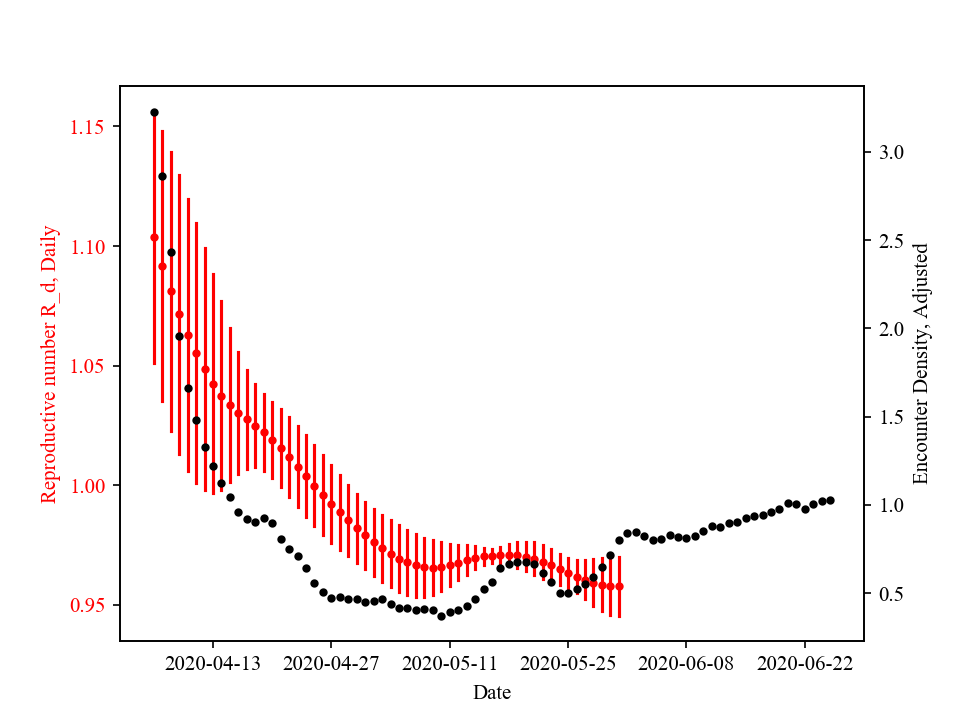 Reproductive number R_d, Daily
1.15
1.10
1.05
1.00
0.95
3.0
2.5
2.0
1.5
1.0
0.5
Encounter Density, Adjusted
2020-04-13 2020-04-27 2020-05-11 2020-05-25 2020-06-08 2020-06-22
Date